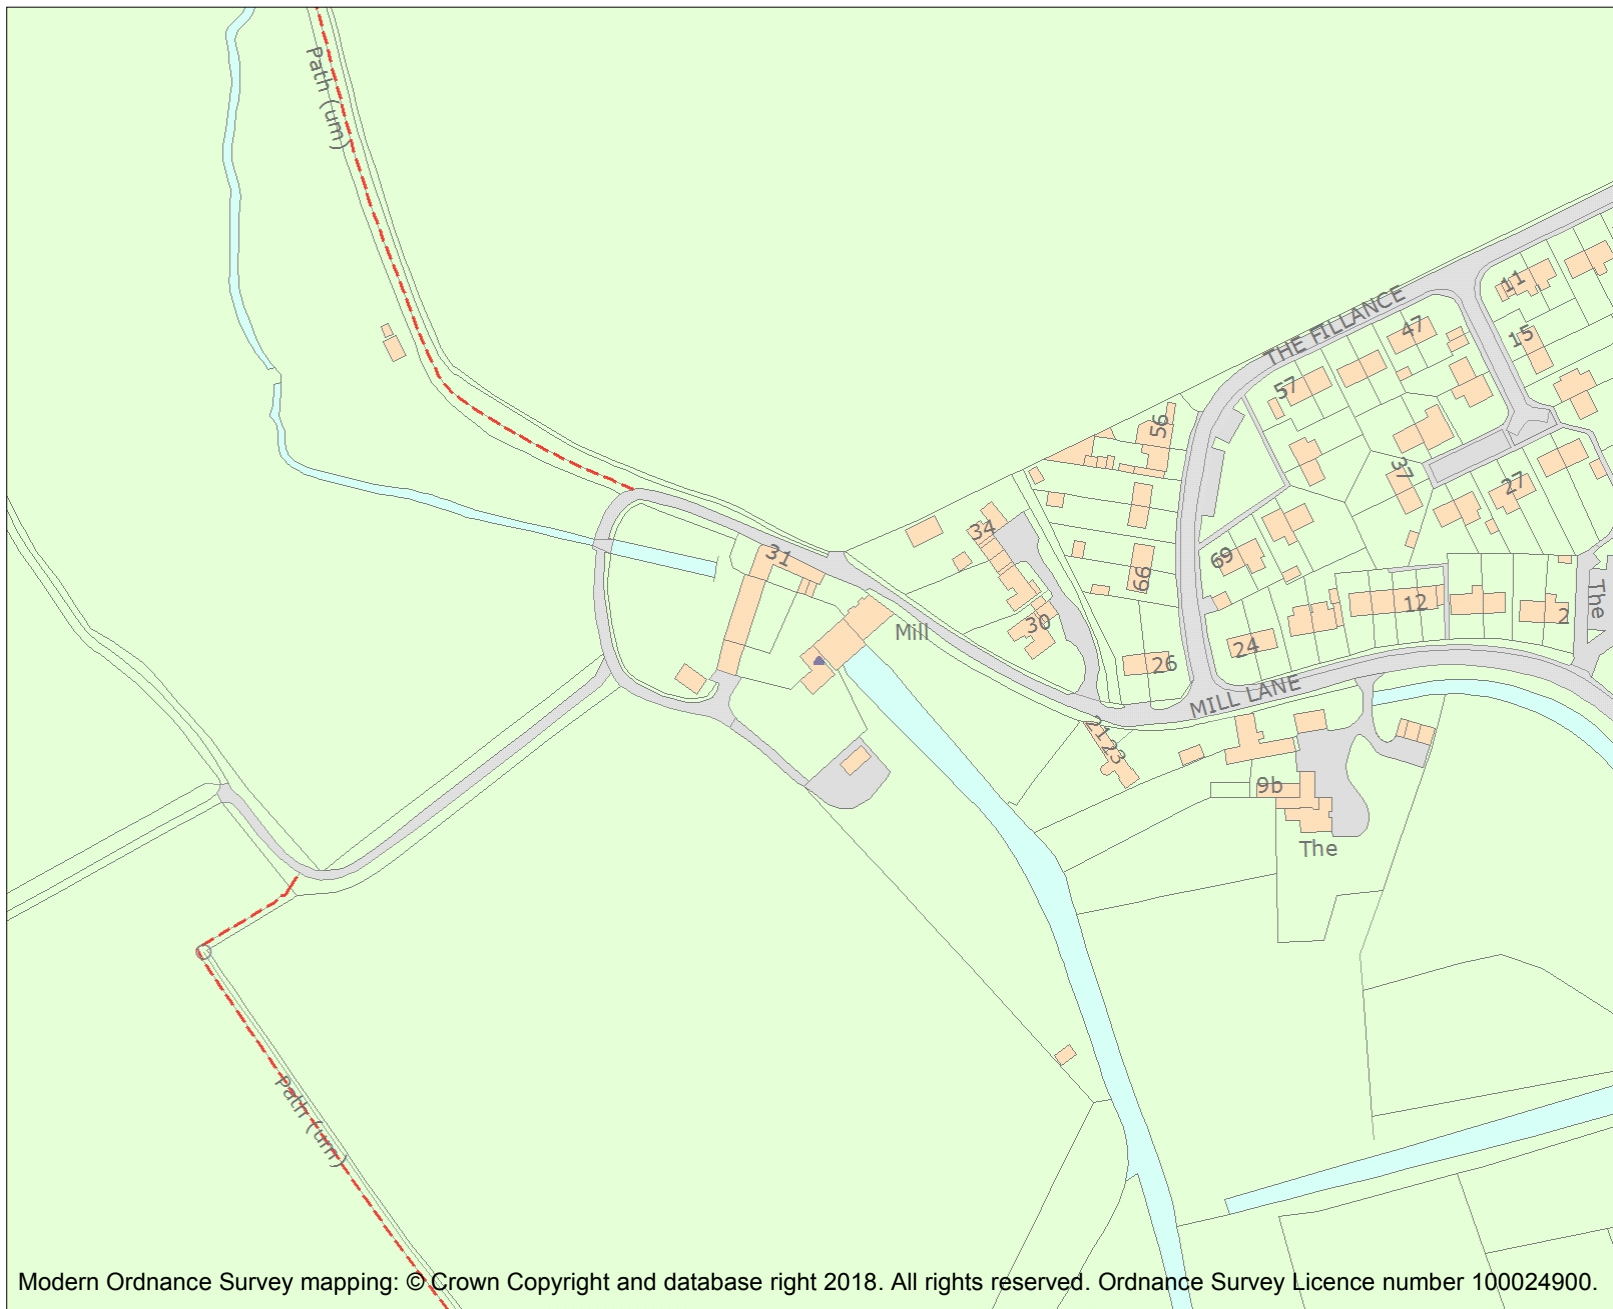 Path (um)
THE FILLANCE
11
47
15
57
56
37
27
34
31
69
66
12
The
2
Mill
30
24
26
MILL LANE
21
23
9b
The
Path (um)
Modern Ordnance Survey mapping: © Crown Copyright and database right 2018. All rights reserved. Ordnance Survey Licence number 100024900.